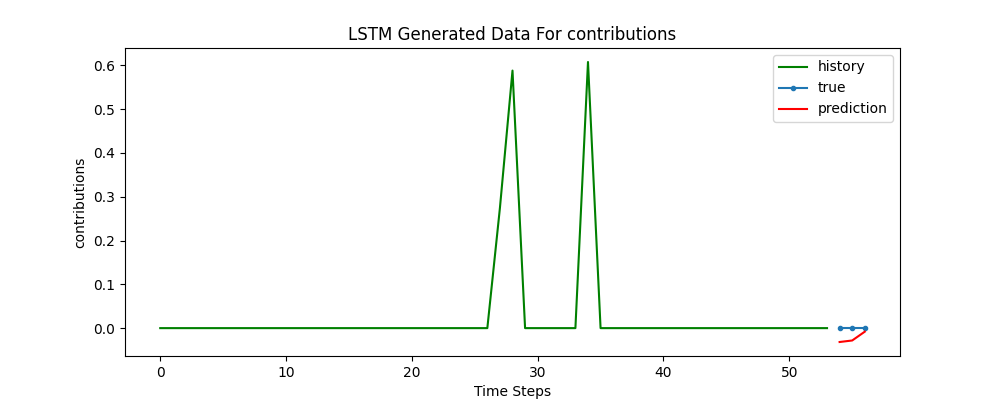 LSTM Generated Data For contributions
history
true
prediction
contributions
0.6
0.5
0.4
0.3
0.2
0.1
0.0
0 10 20 30 40 50
Time Steps